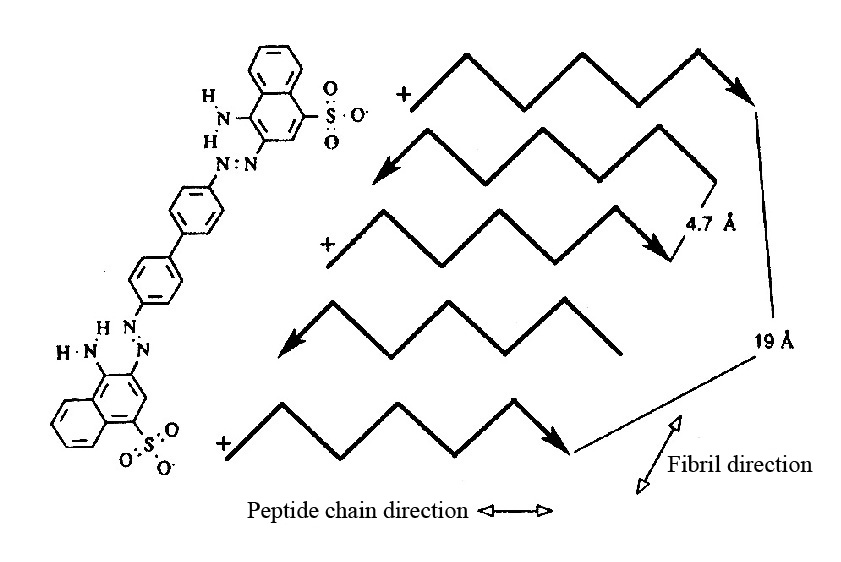 H
N
H
N
N
O
S
O
O
+
4.7 Å
+
19 Å
H
N
H
N
N
S
O
O
O
+
Fibril direction
Peptide chain direction